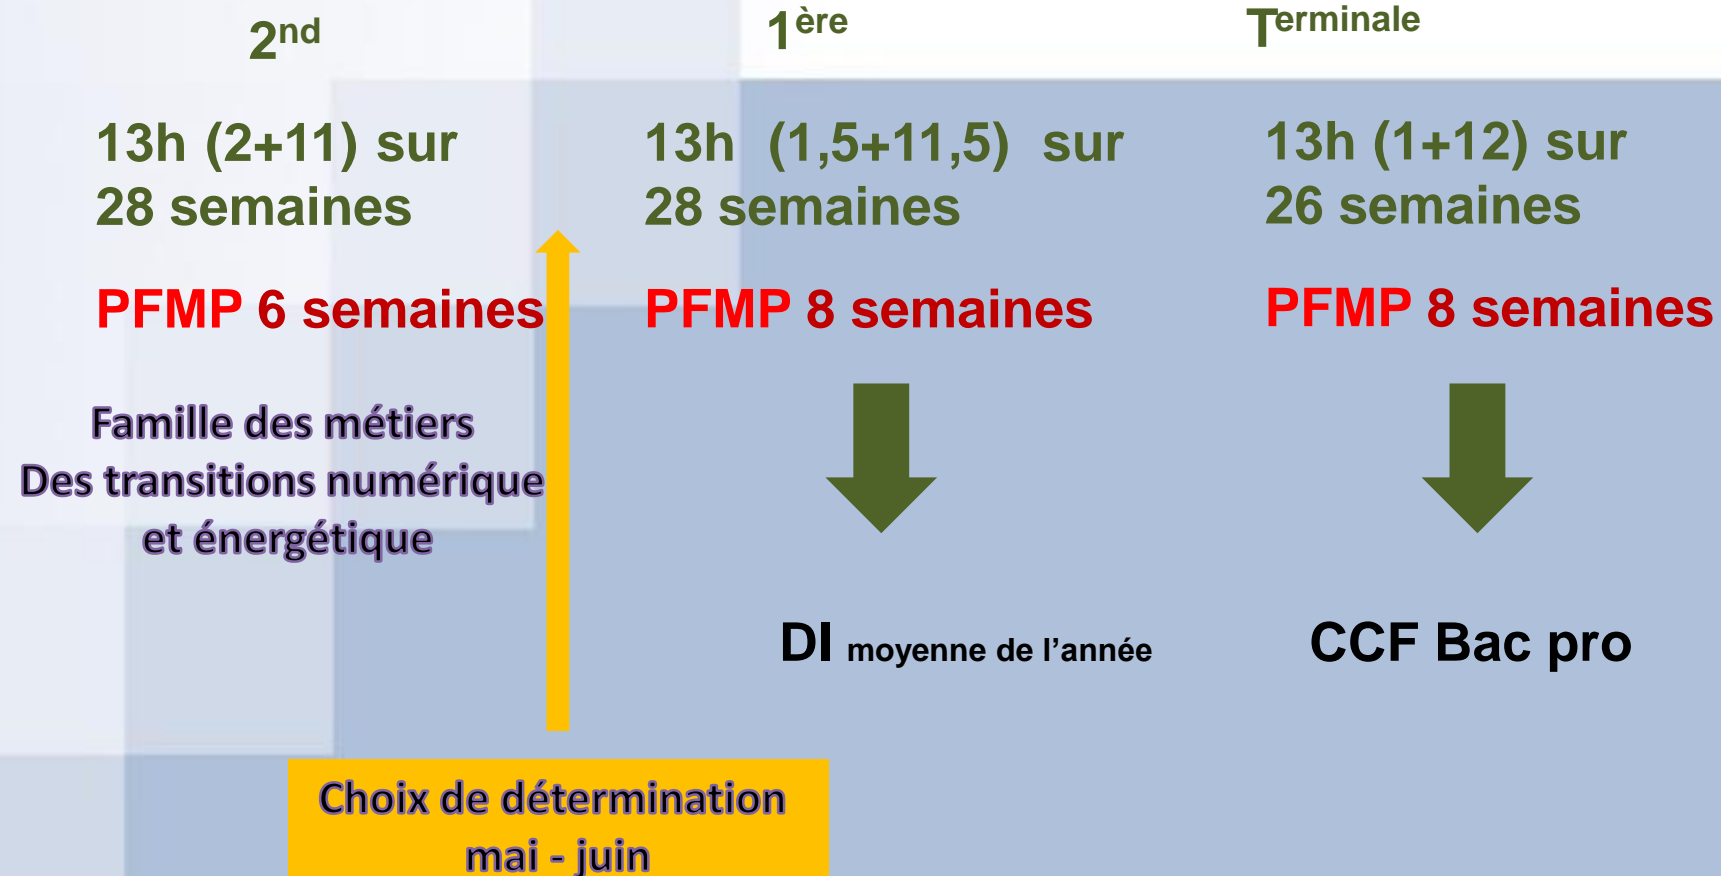 2nd
1ère
Terminale
13h (2+11) sur
28 semaines
13h (1,5+11,5) sur
28 semaines
13h (1+12) sur
26 semaines
PFMP 6 semaines
PFMP 8 semaines
PFMP 8 semaines
Famille des métiers
Des transitions numérique
et énergétique
DI moyenne de l’année
CCF Bac pro
Choix de détermination
mai - juin